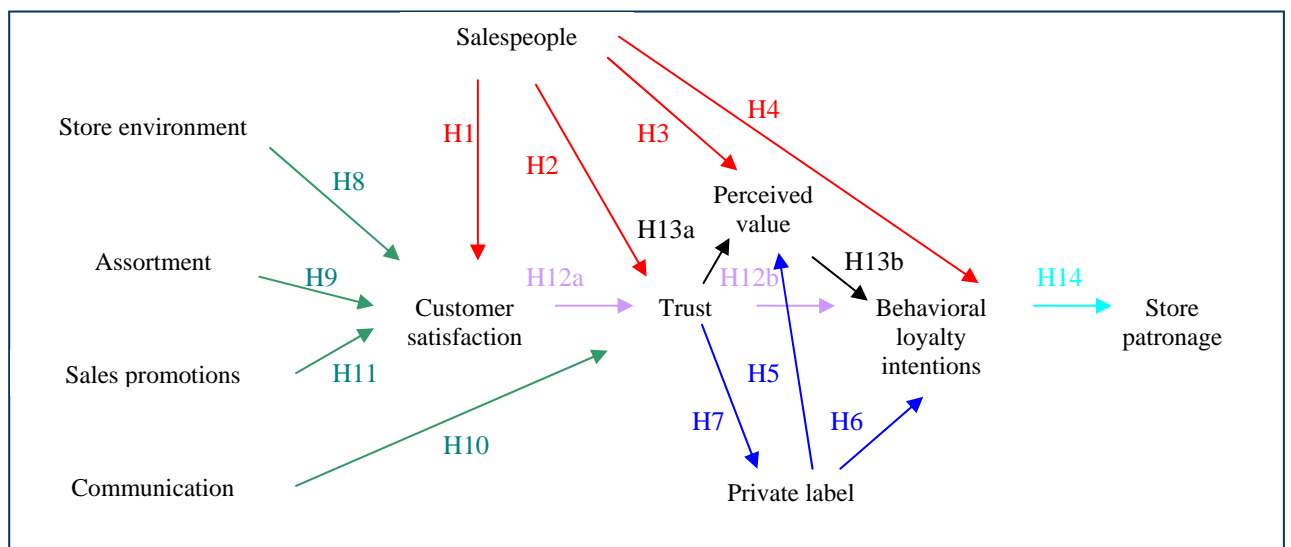 Salespeople
H4
Store environment
H1
H3
H2
H8
Perceived
value
H13a
Assortment
H13b
H9
H12a
H12b
H14
Customer
satisfaction
Trust
Behavioral
loyalty
intentions
Store
patronage
Sales promotions
H11
H5
H7
H6
H10
Communication
Private label